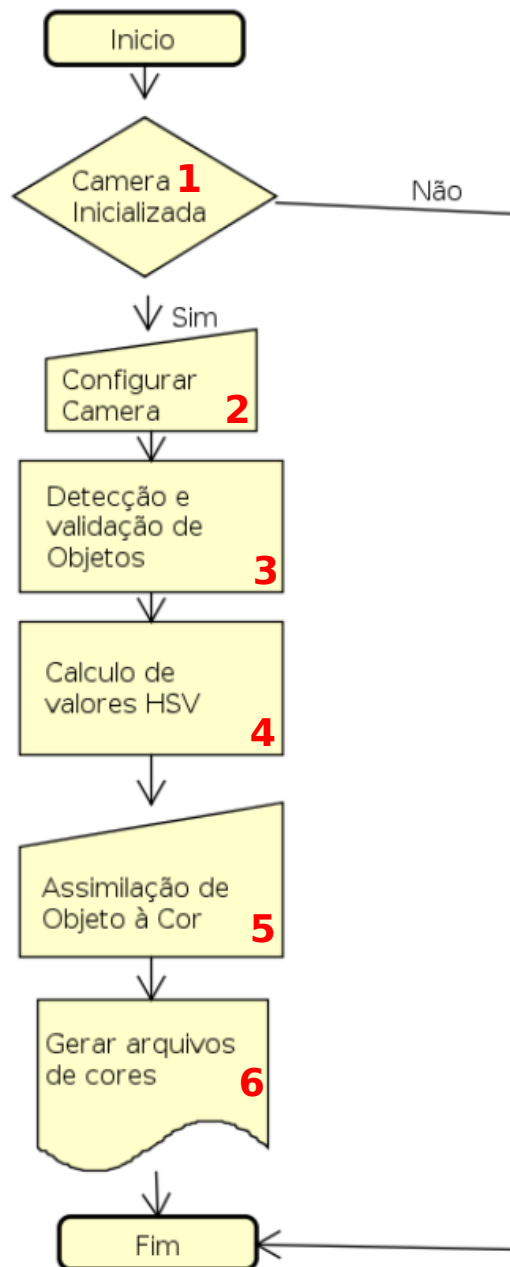 Inicio
Camera 1
Inicializada
Não
Sim
Configurar
Camera 2
Detecção e
validação de
Objetos 3
Calculo de
valores HSV
4
Assimilação de
Objeto à Cor 5
Gerar arquivos
de cores 6
Fim